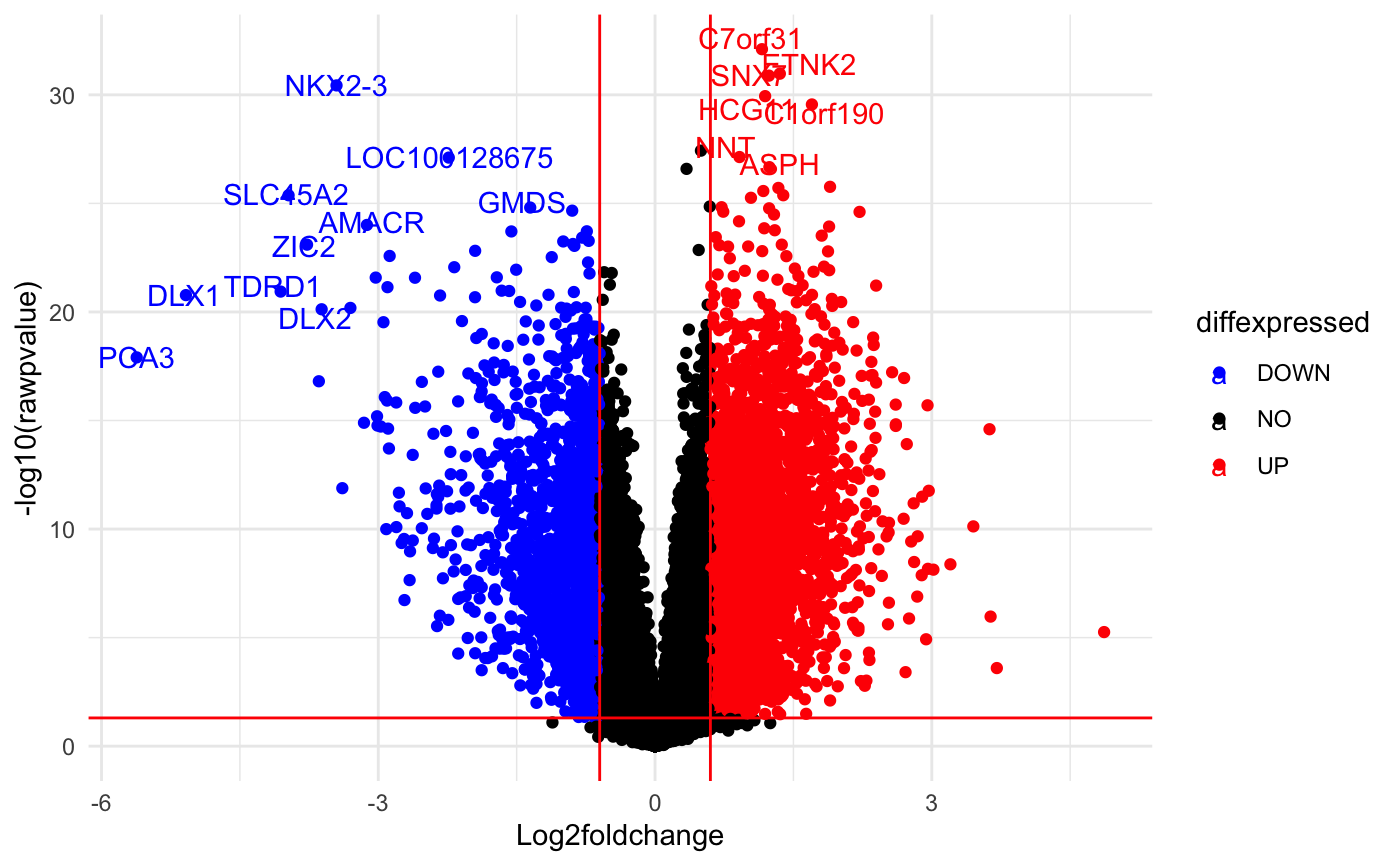 C7orf31
ETNK2
SNX7
NKX2-3
HCG11
C1orf190
NNT
LOC100128675
ASPH
SLC45A2
GMDS
AMACR
ZIC2
TDRD1
DLX1
DLX2
PCA3
30
20
10
0
-log10(rawpvalue)
-6
-3
0
3
Log2foldchange
diffexpressed
a DOWN
a NO
a UP